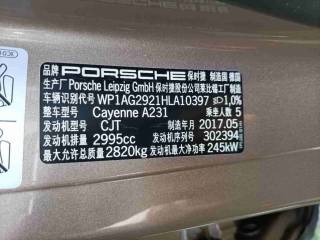 PORSCHE 保时捷 制造国 德国
生产厂 Porsche Leipzig GmbH 保时捷股份公司莱比锡工厂制造
车辆识别代号 WP1AG2921HLA10397 1,0%
整车型号 Cayenne A231 乘坐人数 5
发动机型号 CJT 制造年月 2017.05
发动机排量 2995cc 发动机序列号 302394
最大允许总质量 2820kg 发动机最大净功率 245kW